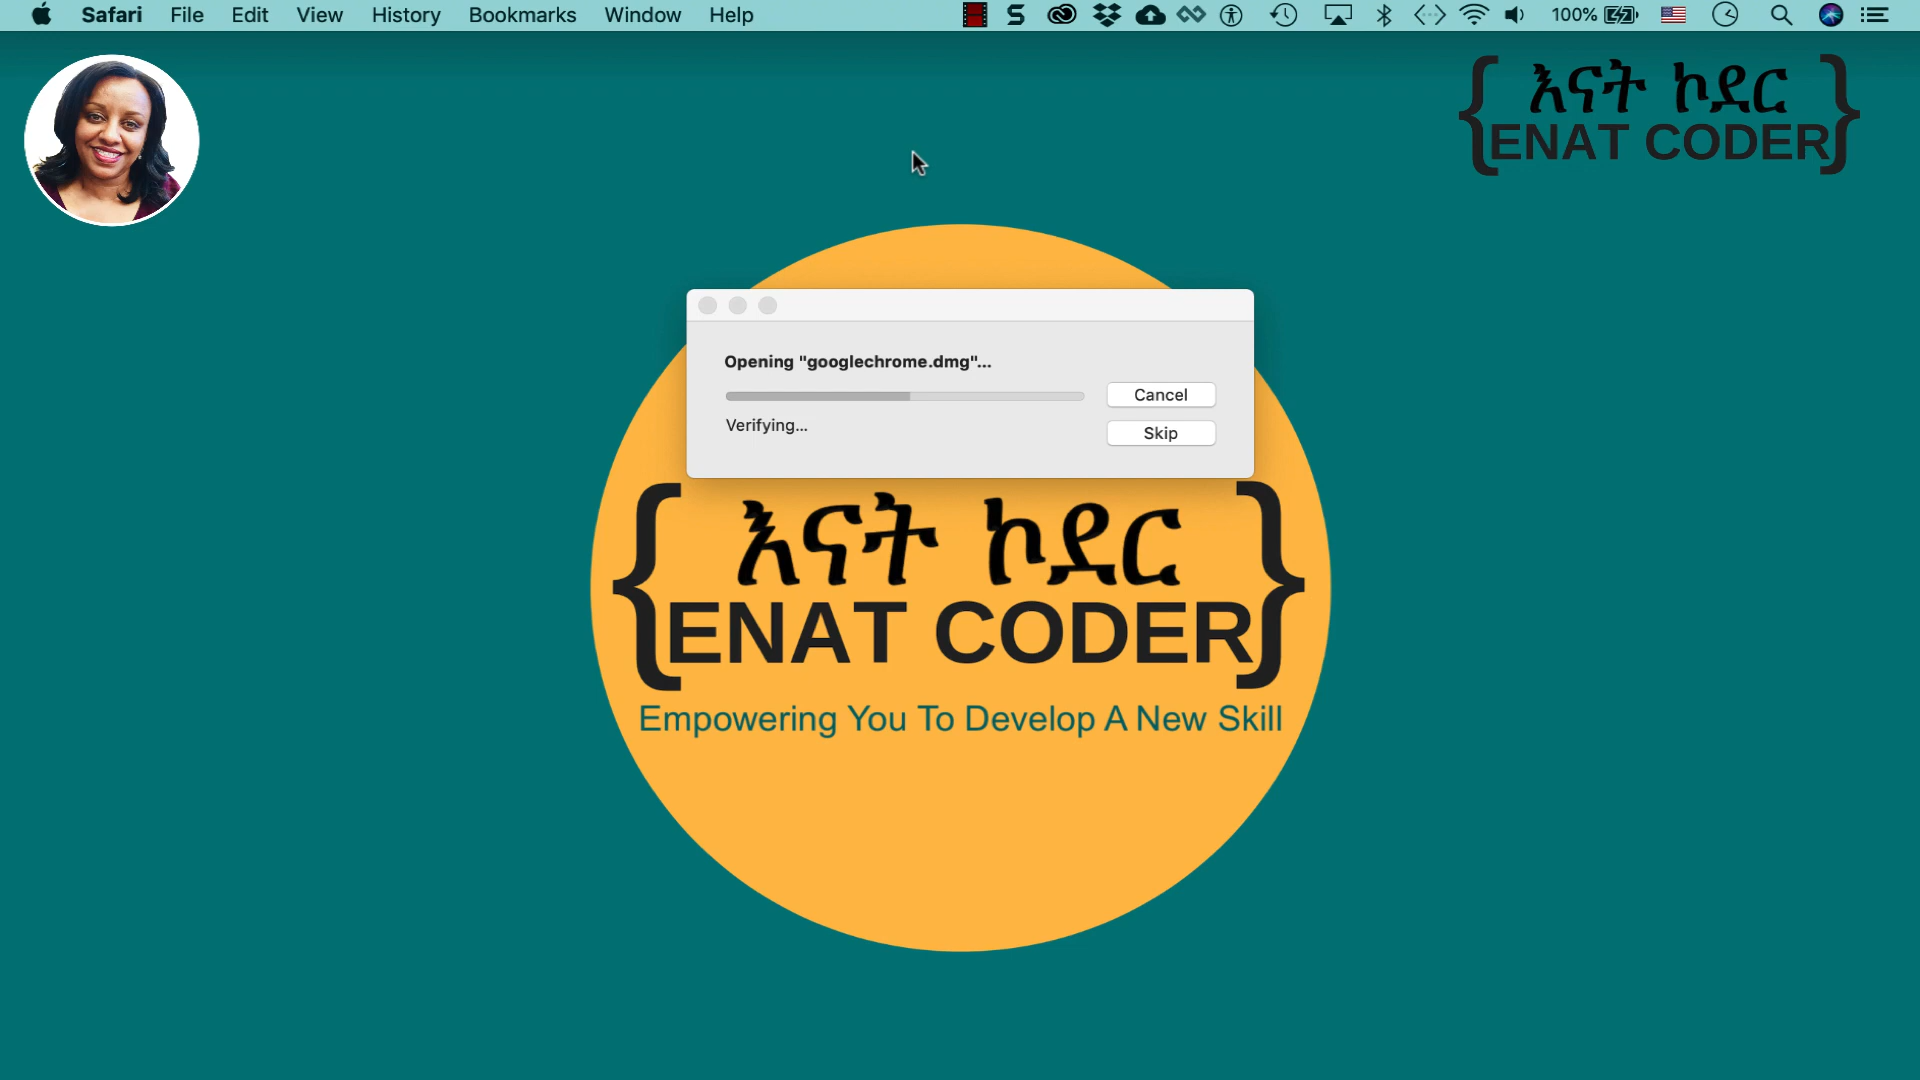 Safari File Edit View History Bookmarks Window Help 100%
{ እናት ኮደር
ENAT CODER }
Opening "googlechrome.dmg"...
Cancel
Verifying...
Skip
{ እናት ኮደር
ENAT CODER }
Empowering You To Develop A New Skill